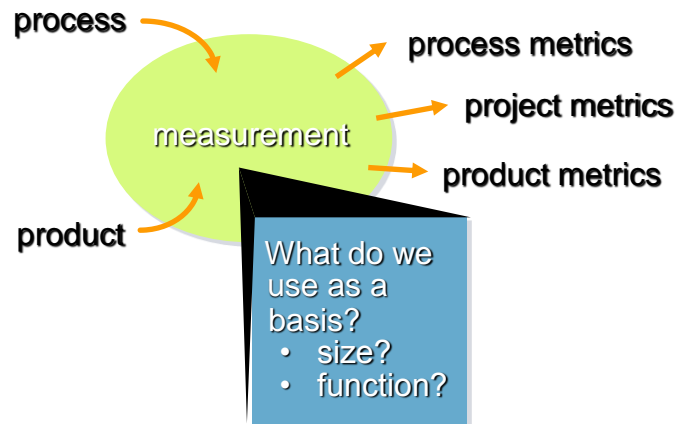 process
process metrics
project metrics
measurement
product metrics
product
What do we
use as a
basis?
• size?
• function?